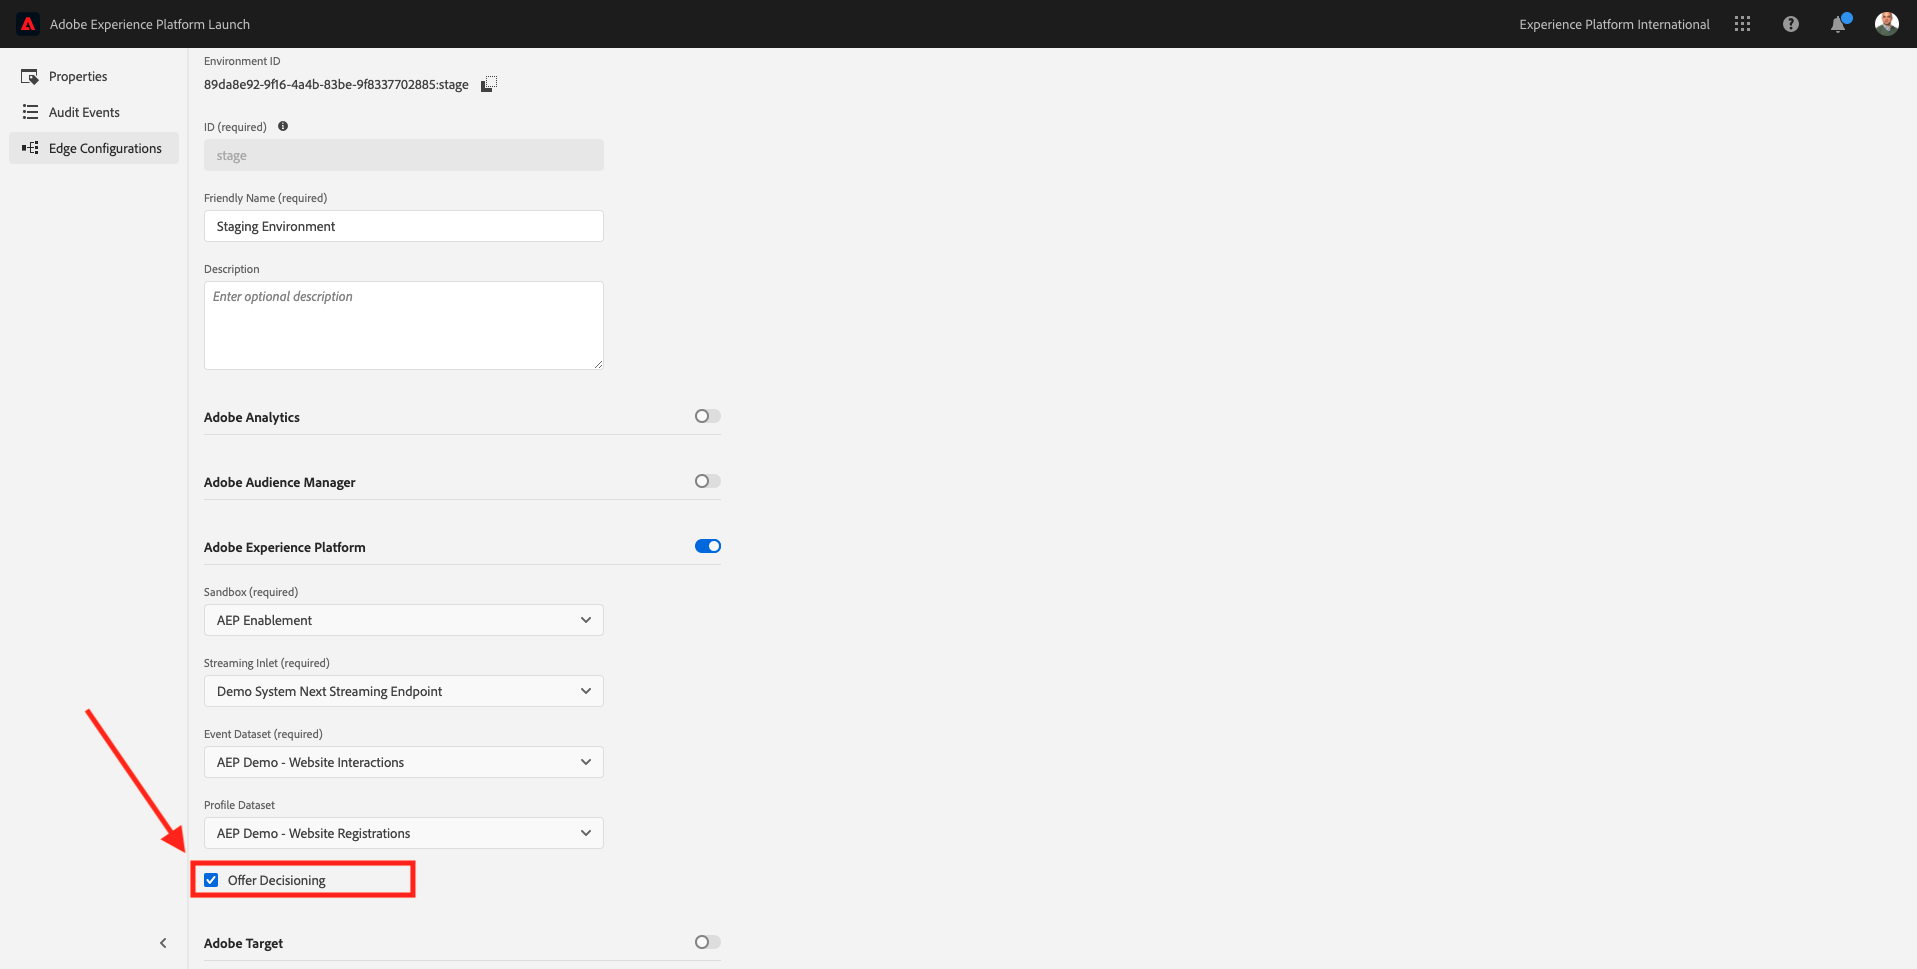 Adobe Experience Platform Launch
Experience Platform International
Properties
Audit Events
Edge Configurations
Environment ID
89da8e92-9f16-4a4b-83be-9f8337702885:stage
ID (required)
stage
Friendly Name (required)
Staging Environment
Description
Enter optional description
Adobe Analytics
Adobe Audience Manager
Adobe Experience Platform
Sandbox (required)
AEP Enablement
Streaming Inlet (required)
Demo System Next Streaming Endpoint
Event Dataset (required)
AEP Demo - Website Interactions
Profile Dataset
AEP Demo - Website Registrations
Offer Decisioning
Adobe Target